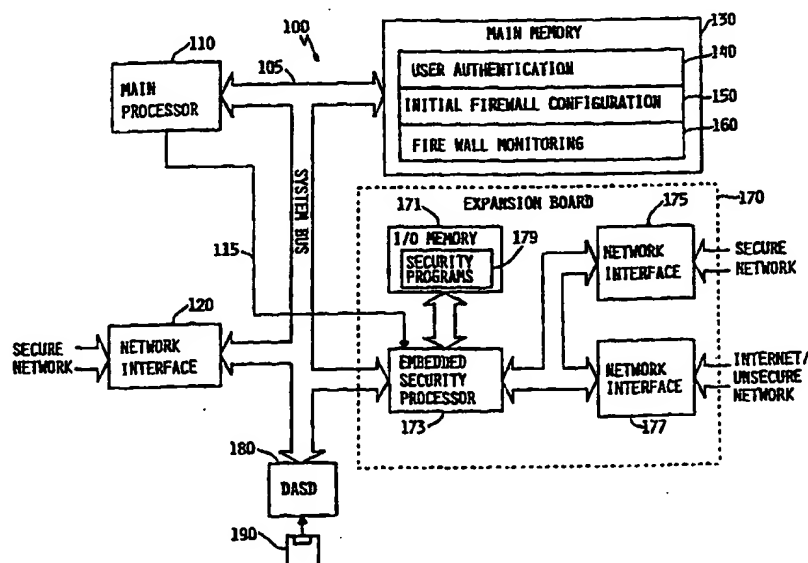 100
110
MAIN
PROCESSOR
105
130
MAIN MEMORY
140
USER AUTHENTICATION
150
INITIAL FIREWALL CONFIGURATION
160
FIRE WALL MONITORING
SYSTEM BUS
115
170
EXPANSION BOARD
171
I/O MEMORY
179
SECURITY
PROGRAMS
175
NETWORK
INTERFACE
SECURE
NETWORK
120
SECURE
NETWORK
NETWORK
INTERFACE
EMBEDDED
SECURITY
PROCESSOR
173
NETWORK
INTERFACE
177
INTERNET/
UNSECURE
NETWORK
180
DASD
190